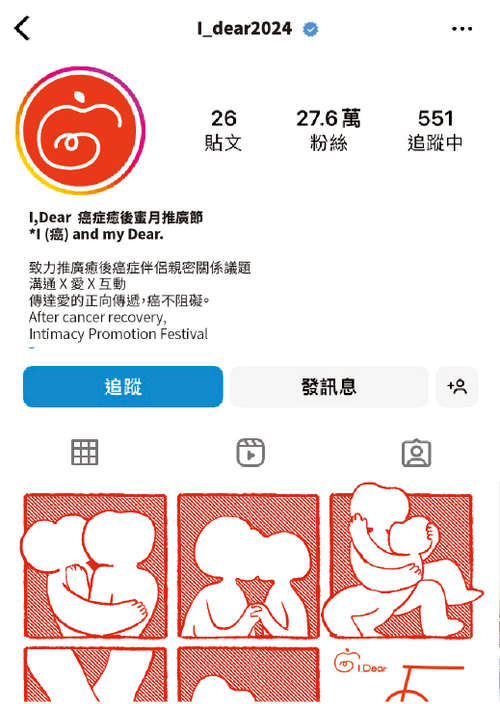 I_dear2024
26
27.6 萬
551
貼文
粉絲
追蹤中
I,Dear 癌症癒後蜜月推廣節
*I (癌) and my Dear.
致力推廣癒後癌症伴侶親密關係議題
溝通 X 愛 X 互動
傳達愛的正向傳遞，癌不阻礙。
After cancer recovery,
Intimacy Promotion Festival
追蹤
發訊息
I.Dear